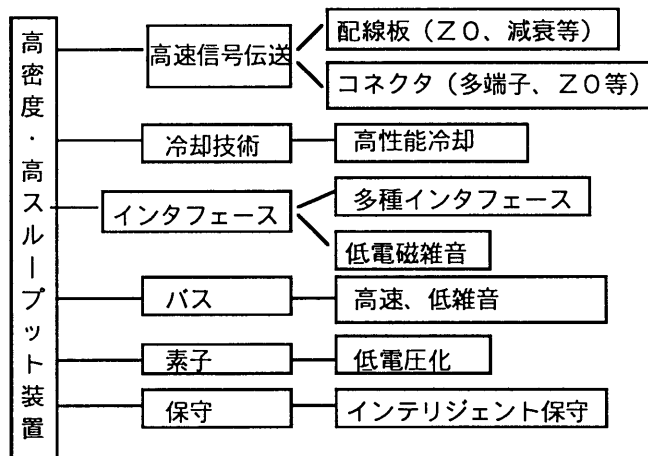 高密度・高スループット装置
高速信号伝送
配線板（ＺＯ、減衰等）
コネクタ（多端子、ＺＯ等）
冷却技術
高性能冷却
インタフェース
多種インタフェース
低電磁雑音
バス
高速、低雑音
素子
低電圧化
保守
インテリジェント保守